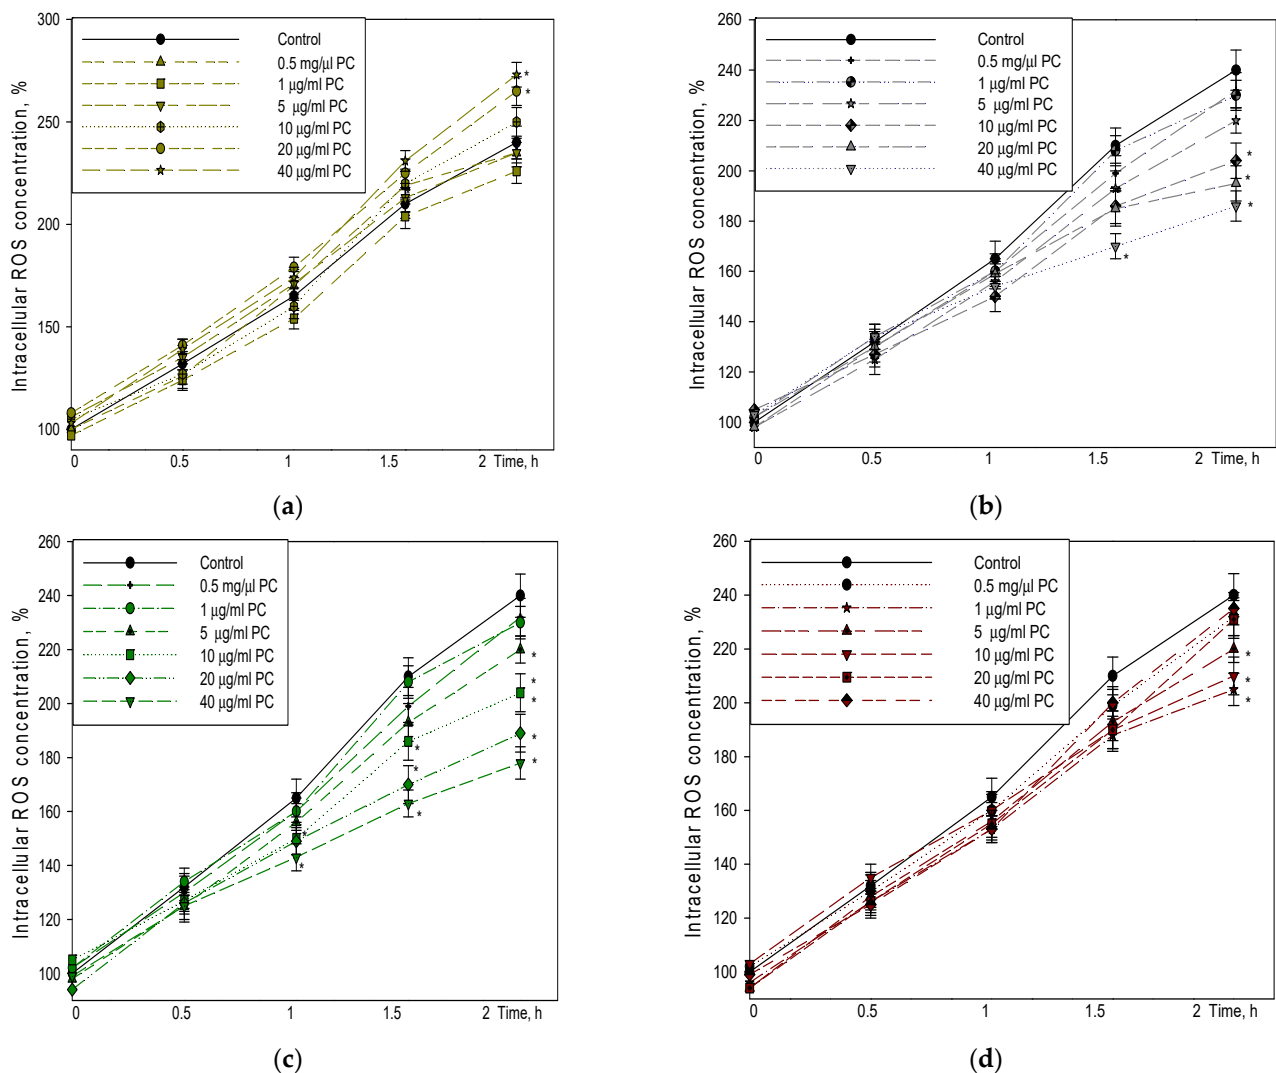 Intracellular ROS concentration, %
300
250
200
150
100
Control
0.5 mg/µl PC
1 µg/ml PC
5 µg/ml PC
10 µg/ml PC
20 µg/ml PC
40 µg/ml PC
*
*
0 0.5 1 1.5 2 Time, h
(a)
Intracellular ROS concentration, %
260
240
220
200
180
160
140
120
100
Control
0.5 mg/µl PC
1 µg/ml PC
5 µg/ml PC
10 µg/ml PC
20 µg/ml PC
40 µg/ml PC
*
*
*
*
0 0.5 1 1.5 2 Time, h
(b)
Intracellular ROS concentration, %
260
240
220
200
180
160
140
120
100
Control
0.5 mg/µl PC
1 µg/ml PC
5 µg/ml PC
10 µg/ml PC
20 µg/ml PC
40 µg/ml PC
*
*
*
*
*
*
*
*
*
*
0 0.5 1 1.5 2 Time, h
(c)
Intracellular ROS concentration, %
260
240
220
200
180
160
140
120
100
Control
0.5 mg/µl PC
1 µg/ml PC
5 µg/ml PC
10 µg/ml PC
20 µg/ml PC
40 µg/ml PC
*
*
*
0 0.5 1 1.5 2 Time, h
(d)